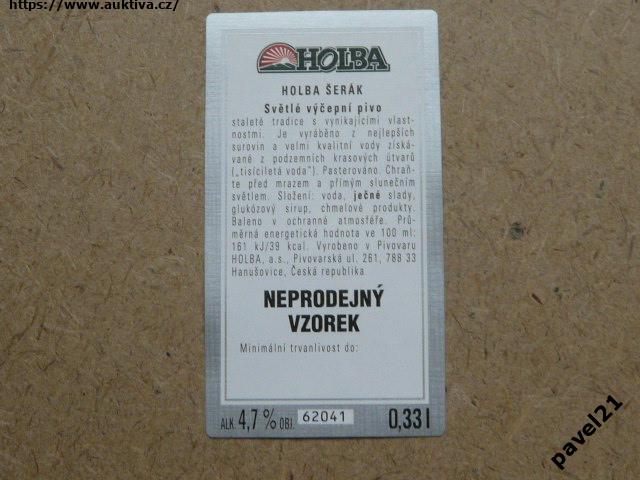 https://www.auktiva.cz/
HOLBA
HOLBA ŠERÁK
Světlé výčepní pivo
staleté tradice s vynikajícími vlast-
nostmi. Je vyráběno z nejlepších
surovin a velmi kvalitní vody získá-
vané z podzemních krasových útvarů
(„tisíciletá voda"). Pasterováno. Chraň-
te před mrazem a přímým slunečním
světlem. Složení: voda, ječné slady,
glukózový sirup, chmelové produkty.
Baleno v ochranné atmosféře. Prů-
měrná energetická hodnota ve 100 ml:
161 kJ/39 kcal. Vyrobeno v Pivovaru
HOLBA, a.s., Pivovarská ul. 261, 788 33
Hanušovice, Česká republika
NEPRODEJNÝ
VZOREK
Minimální trvanlivost do:
ALK. 4,7 % OBJ. 62041 0,33 l
pavel21